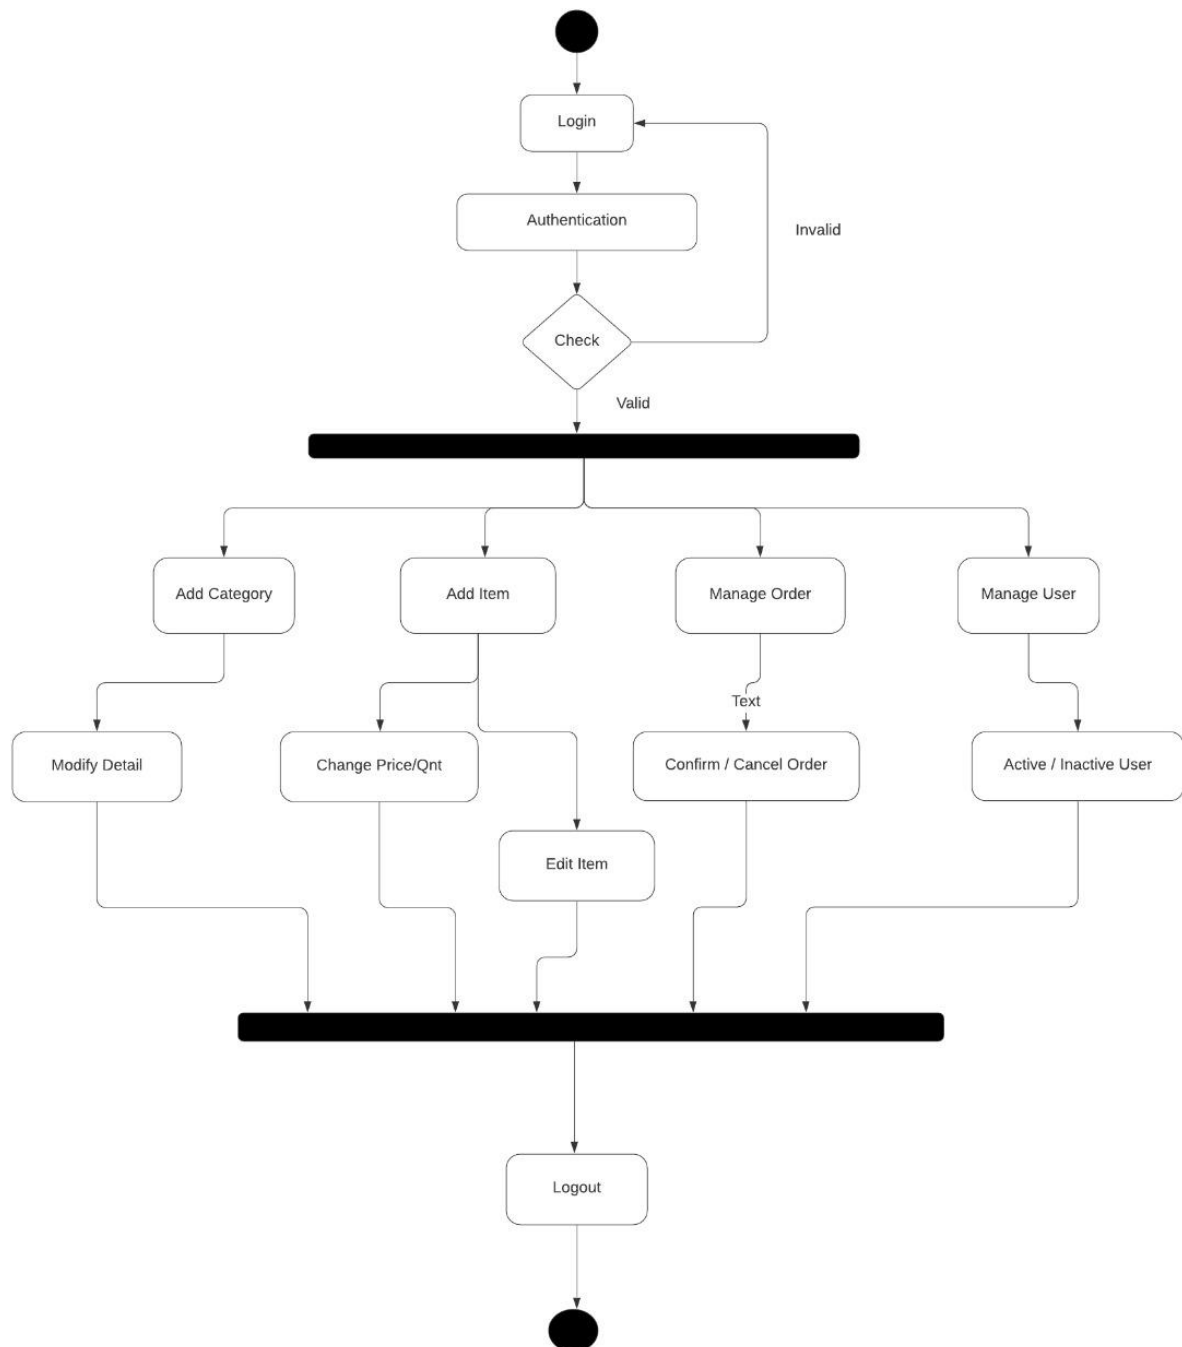 Login
Authentication
Invalid
Check
Valid
Add Category
Add Item
Manage Order
Manage User
Text
Modify Detail
Change Price/Qnt
Confirm / Cancel Order
Active / Inactive User
Edit Item
Logout